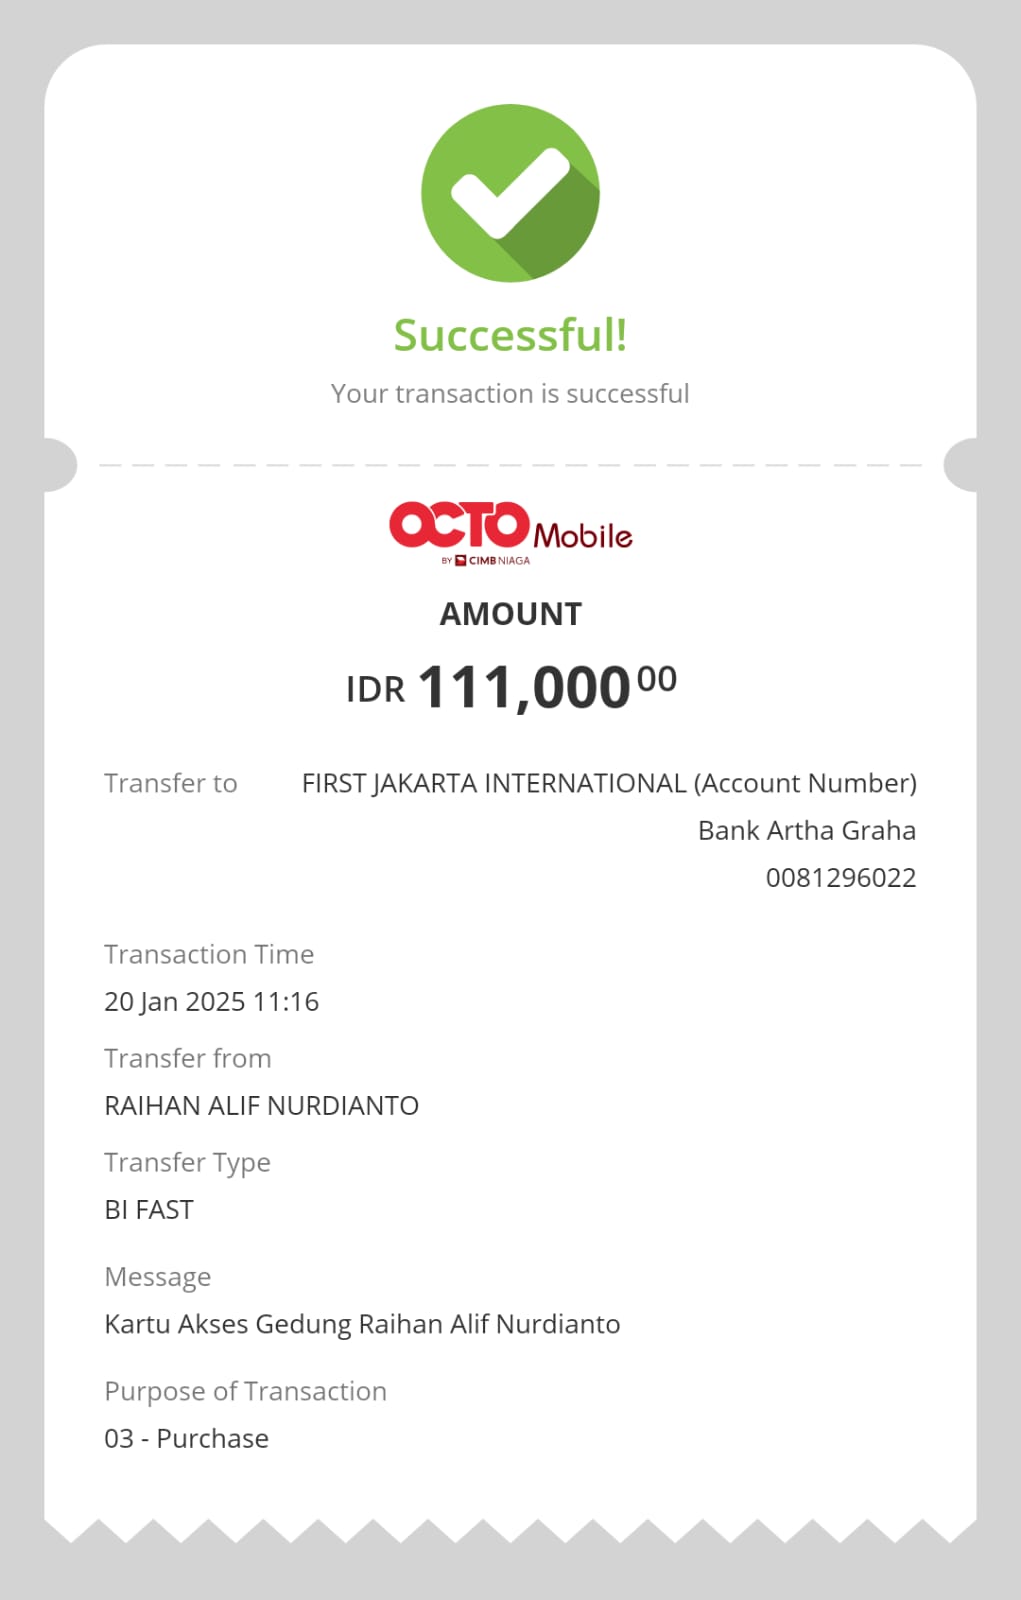 Successful!
Your transaction is successful
OCTO Mobile
BY CIMB NIAGA
AMOUNT
IDR 111,000 00
Transfer to FIRST JAKARTA INTERNATIONAL (Account Number)
Bank Artha Graha
0081296022
Transaction Time
20 Jan 2025 11:16
Transfer from
RAIHAN ALIF NURDIANTO
Transfer Type
BI FAST
Message
Kartu Akses Gedung Raihan Alif Nurdianto
Purpose of Transaction
03 - Purchase